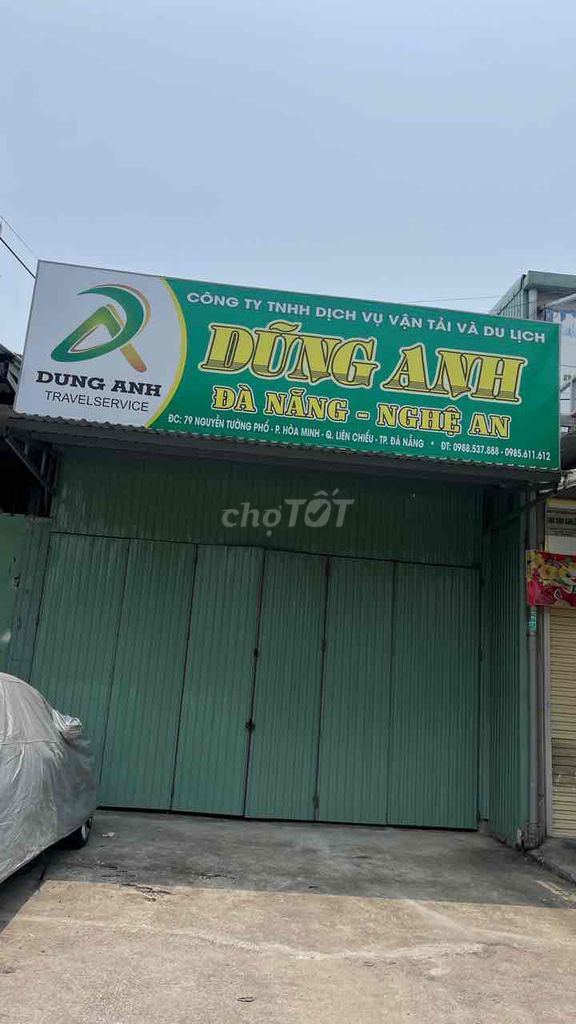 CÔNG TY TNHH DỊCH VỤ VẬN TẢI VÀ DU LỊCH
DŨNG ANH
ĐÀ NẴNG - NGHỆ AN
ĐC: 79 NGUYỄN TƯỜNG PHỔ - P. HÒA MINH - Q. LIÊN CHIỂU - TP. ĐÀ NẴNG * ĐT: 0988.537.888 - 0985.611.612
DUNG ANH
TRAVELSERVICE
chợTỐT